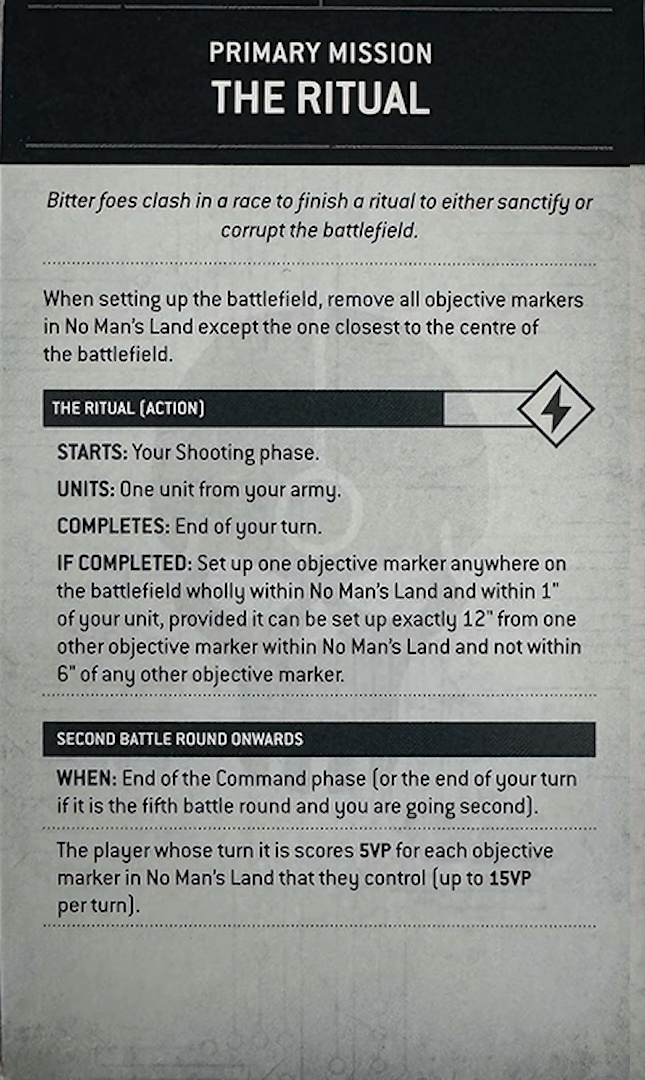 PRIMARY MISSION
THE RITUAL
Bitter foes clash in a race to finish a ritual to either sanctify or
corrupt the battlefield.
When setting up the battlefield, remove all objective markers
in No Man's Land except the one closest to the centre of
the battlefield.
THE RITUAL (ACTION)
STARTS: Your Shooting phase.
UNITS: One unit from your army.
COMPLETES: End of your turn.
IF COMPLETED: Set up one objective marker anywhere on
the battlefield wholly within No Man's Land and within 1"
of your unit, provided it can be set up exactly 12" from one
other objective marker within No Man's Land and not within
6" of any other objective marker.
SECOND BATTLE ROUND ONWARDS
WHEN: End of the Command phase (or the end of your turn
if it is the fifth battle round and you are going second).
The player whose turn it is scores 5VP for each objective
marker in No Man's Land that they control (up to 15VP
per turn).